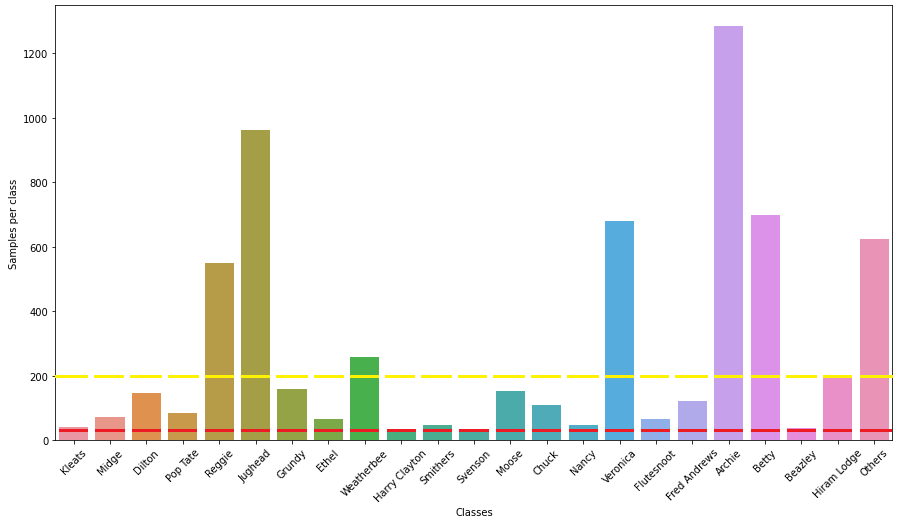 Samples per class
1200
1000
800
600
400
200
0
Kleats
Midge
Dilton
Pop Tate
Reggie
Jughead
Grundy
Ethel
Weatherbee
Harry Clayton
Smithers
Svenson
Moose
Chuck
Nancy
Veronica
Flutesnoot
Fred Andrews
Archie
Betty
Beazley
Hiram Lodge
Others
Classes